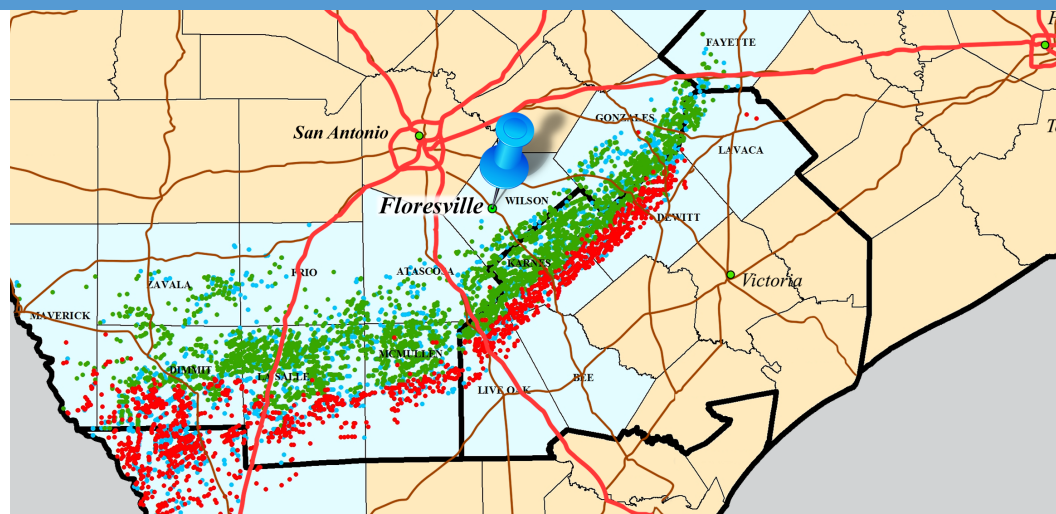 FAYETTE
GONZALES
San Antonio
LAVACA
Floresville
WILSON
DEWITT
KARNES
Victoria
ATASCOSA
FRIO
ZAVALA
MAVERICK
MCMULLEN
DIMMIT
LA SALLE
LIVE OAK
BEE